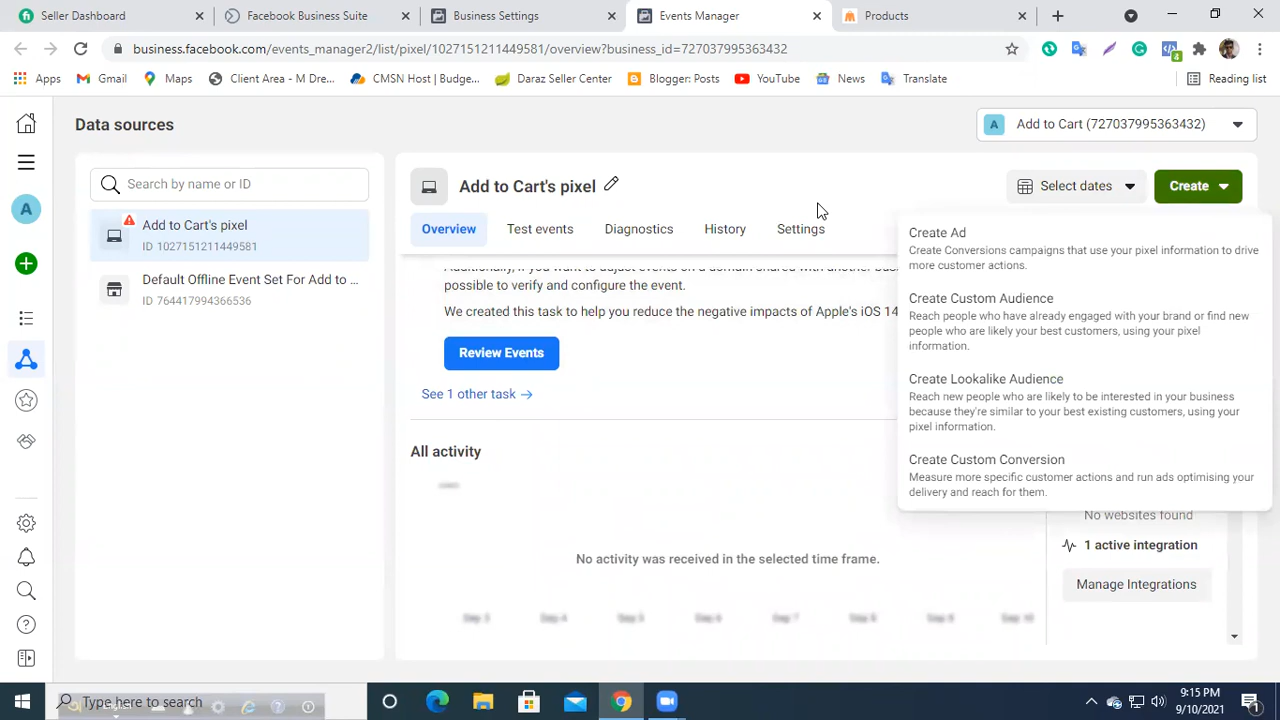 Seller Dashboard
Facebook Business Suite
Business Settings
Events Manager
Products
business.facebook.com/events_manager2/list/pixel/1027151211449581/overview?business_id=727037995363432
Apps
Gmail
Maps
Client Area - M Dre...
CMSN Host | Budge...
Daraz Seller Center
Blogger: Posts
YouTube
News
Translate
Reading list
Data sources
A
Add to Cart (727037995363432)
Search by name or ID
Add to Cart's pixel
Select dates
Create
A
Add to Cart's pixel
ID 1027151211449581
Overview
Test events
Diagnostics
History
Settings
Default Offline Event Set For Add to ...
ID 764417994366536
possible to verify and configure the event.
We created this task to help you reduce the negative impacts of Apple's iOS 14
Review Events
See 1 other task →
Create Ad
Create Conversions campaigns that use your pixel information to drive
more customer actions.
Create Custom Audience
Reach people who have already engaged with your brand or find new
people who are likely your best customers, using your pixel
information.
Create Lookalike Audience
Reach new people who are likely to be interested in your business
because they're similar to your best existing customers, using your
pixel information.
Create Custom Conversion
Measure more specific customer actions and run ads optimising your
delivery and reach for them.
All activity
No activity was received in the selected time frame.
No websites found
1 active integration
Manage Integrations
Type here to search
9:15 PM
9/10/2021